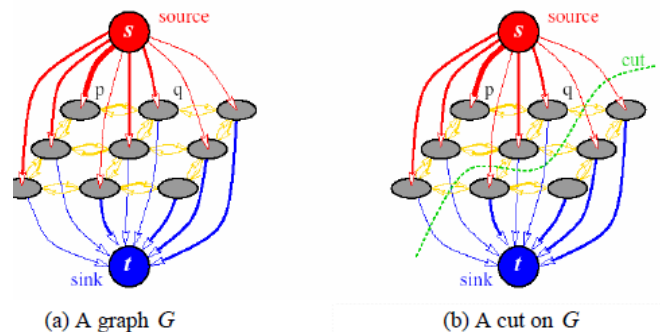 s
source
p
q
t
sink
(a) A graph G
s
source
cut
p
q
t
sink
(b) A cut on G